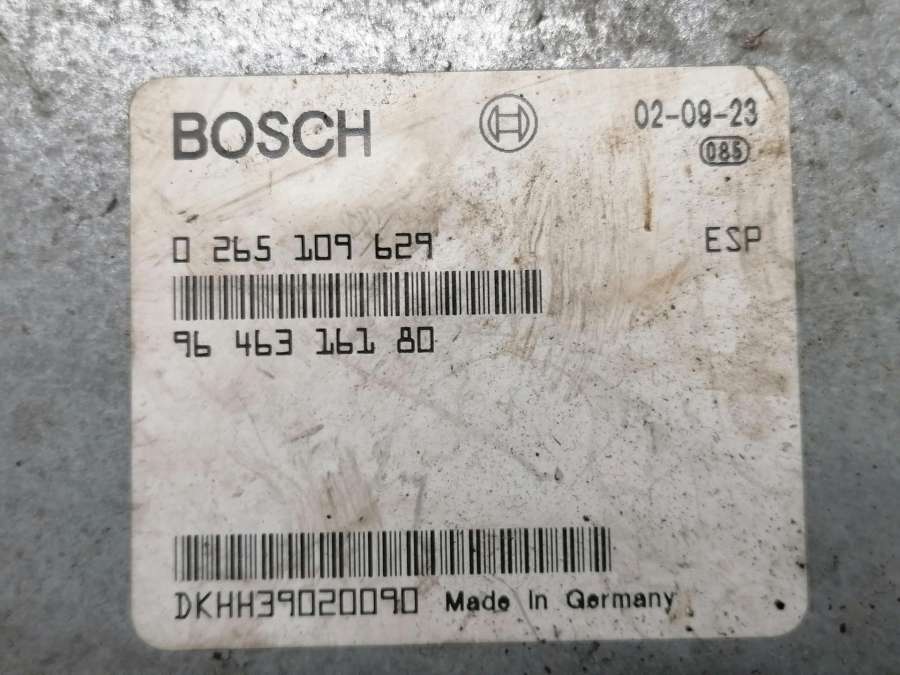 BOSCH 02-09-23
085
0 265 109 629 ESP
96 463 161 80
DKHH39020090 Made In Germany